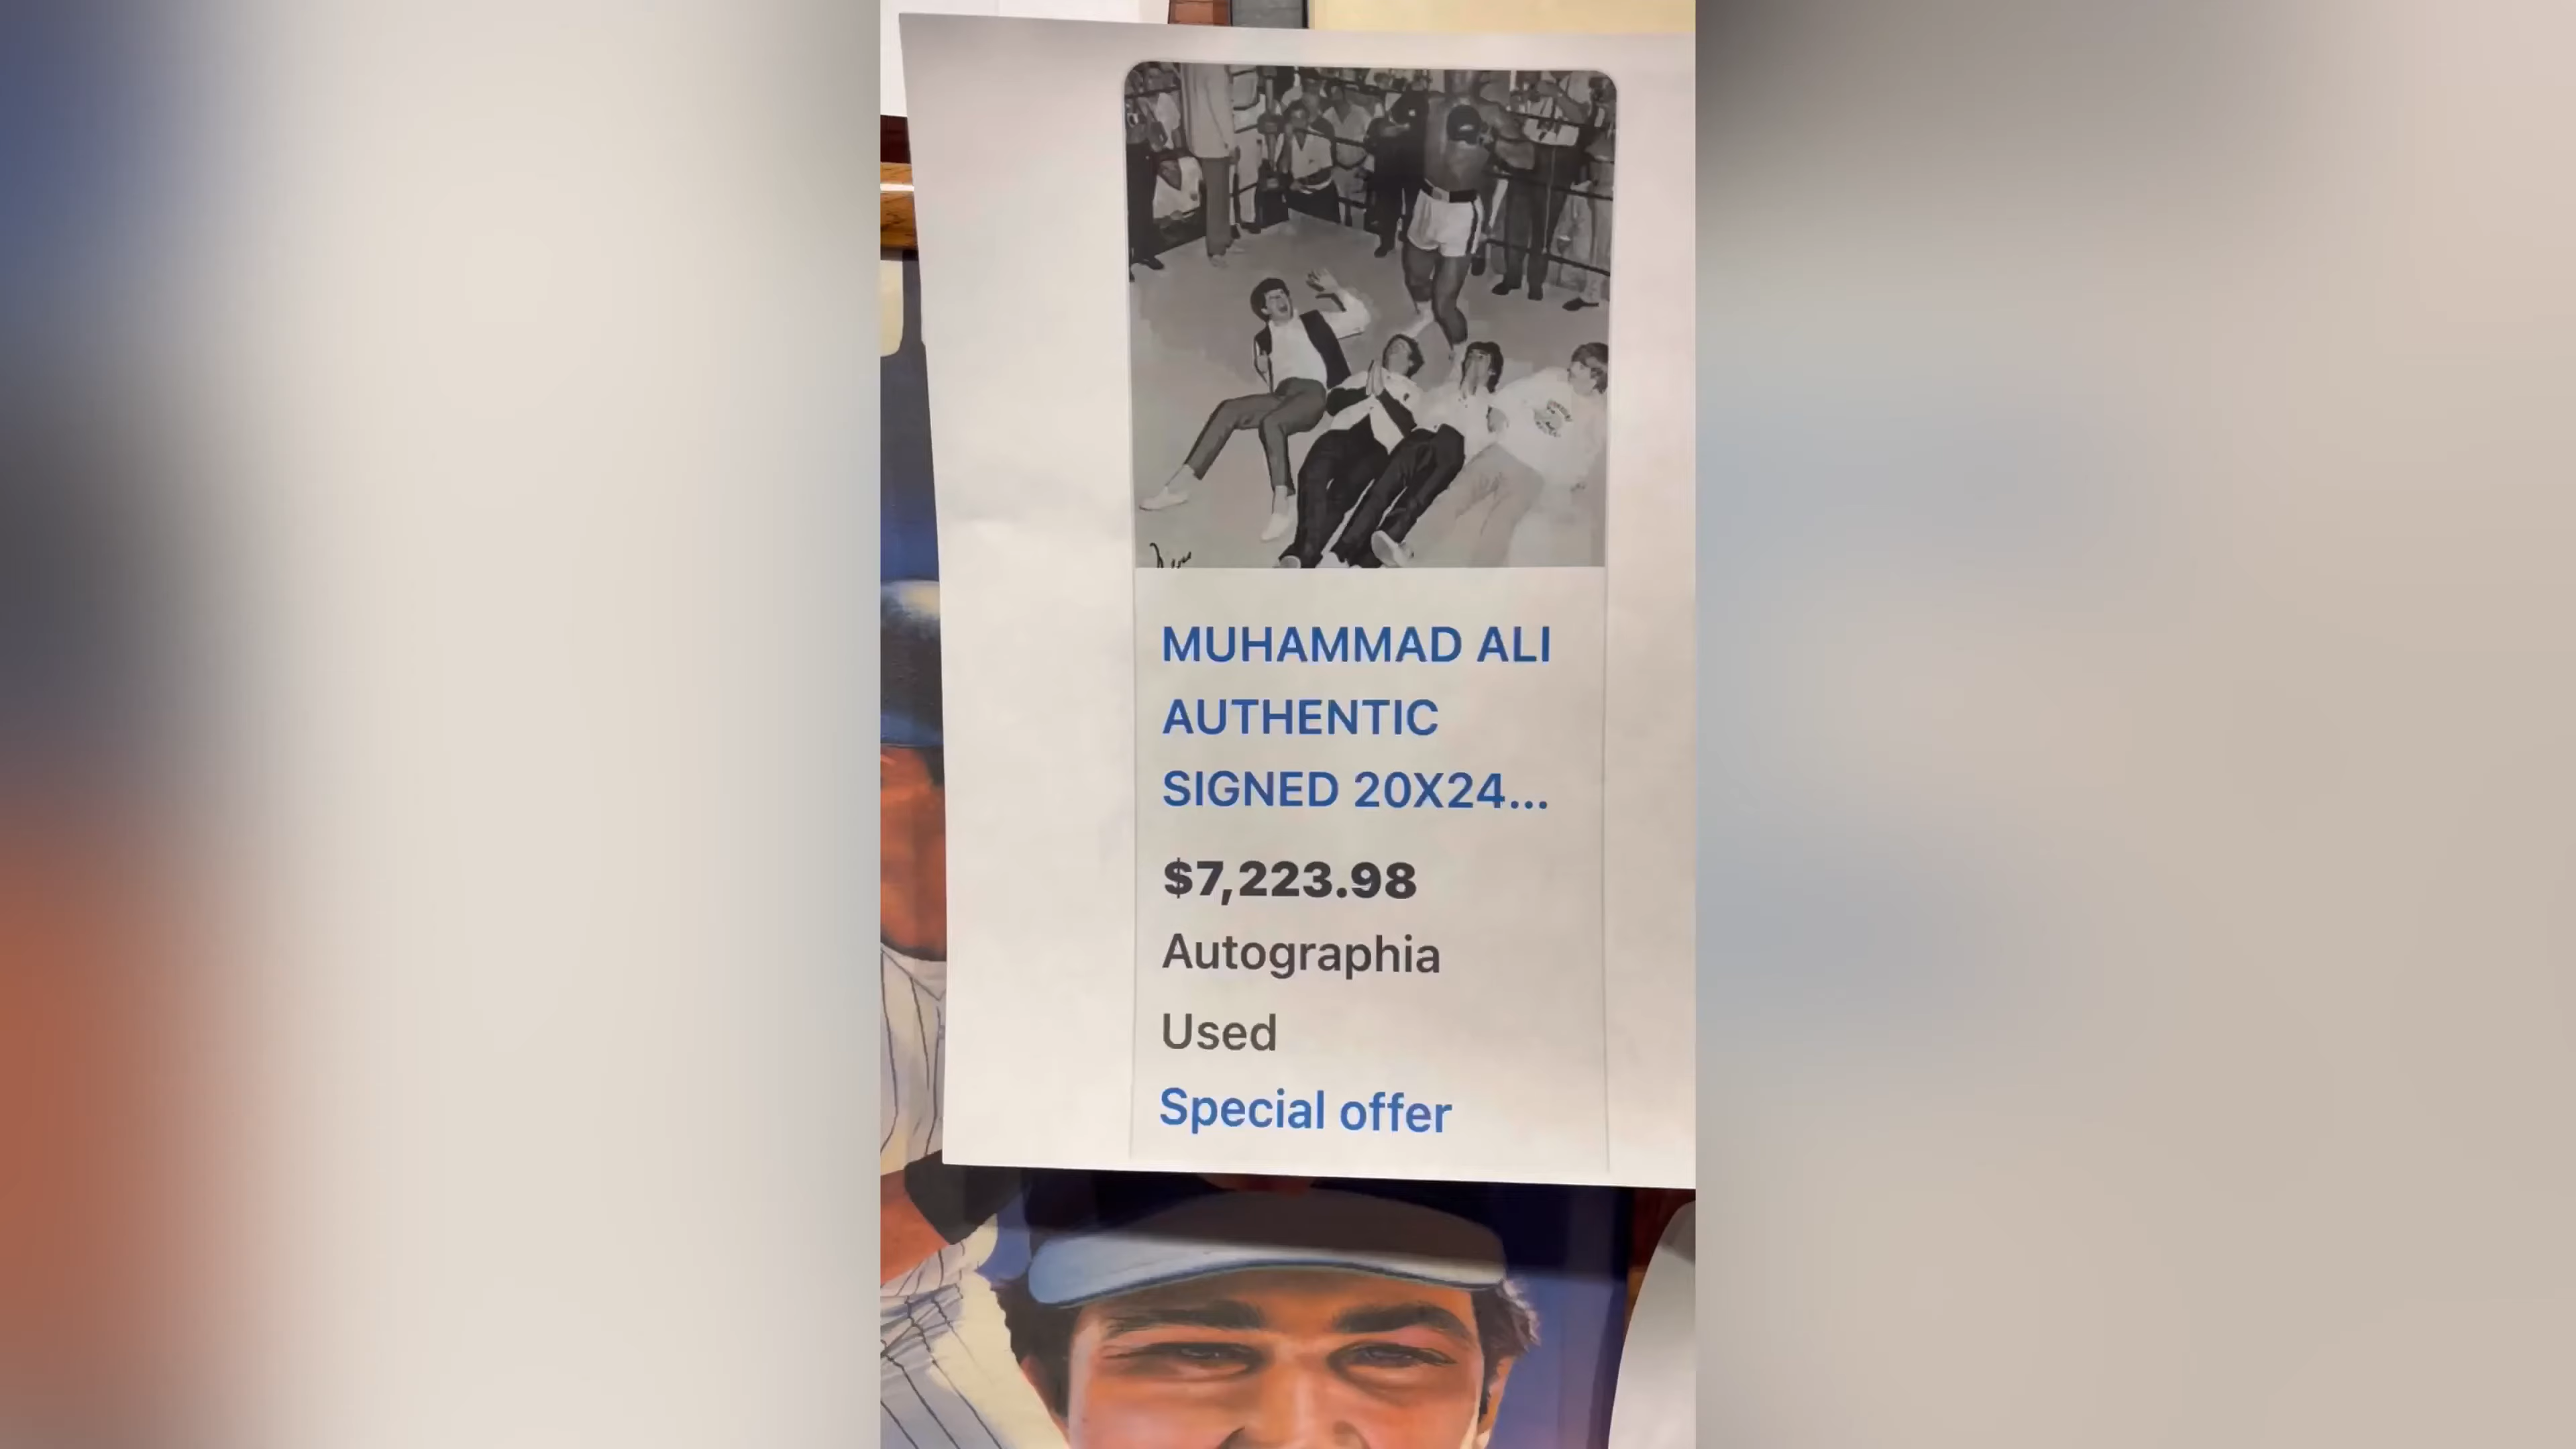 MUHAMMAD ALI
AUTHENTIC
SIGNED 20X24...
$7,223.98
Autographia
Used
Special offer